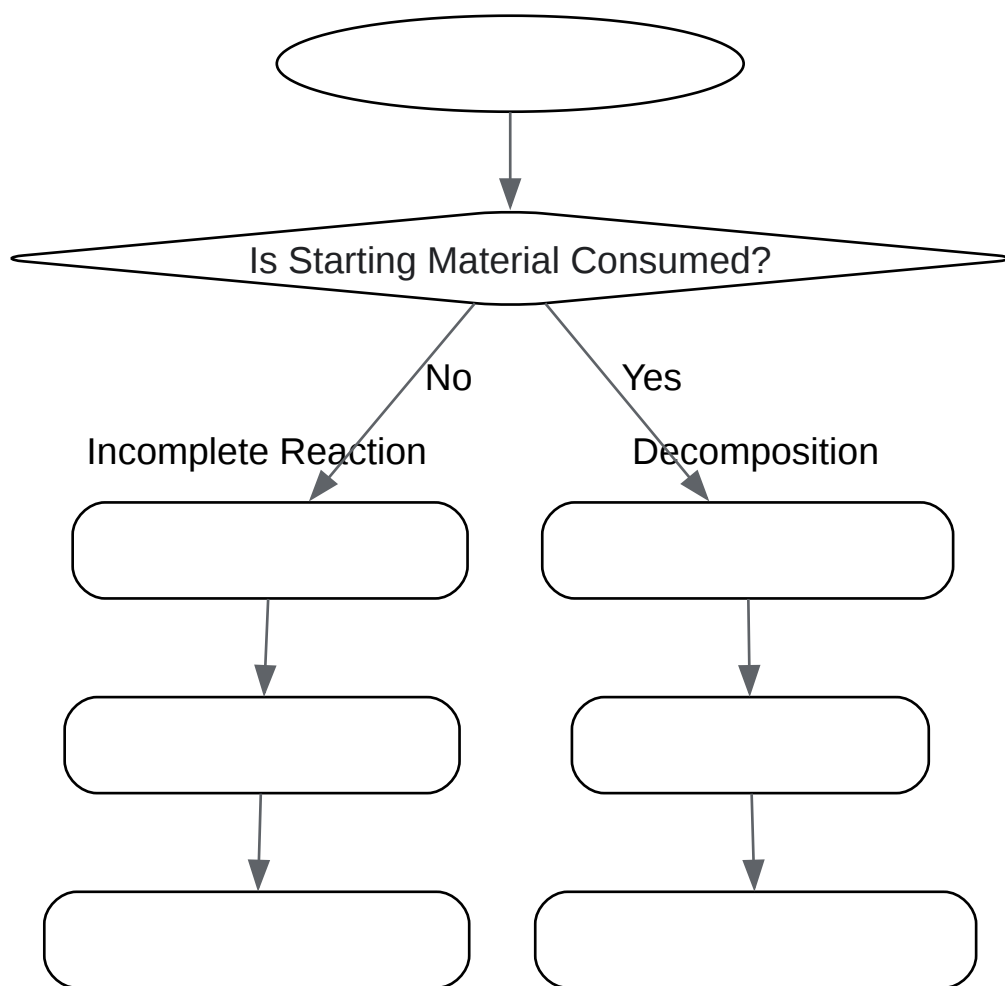 Is Starting Material Consumed?
No
Yes
Incomplete Reaction
Decomposition